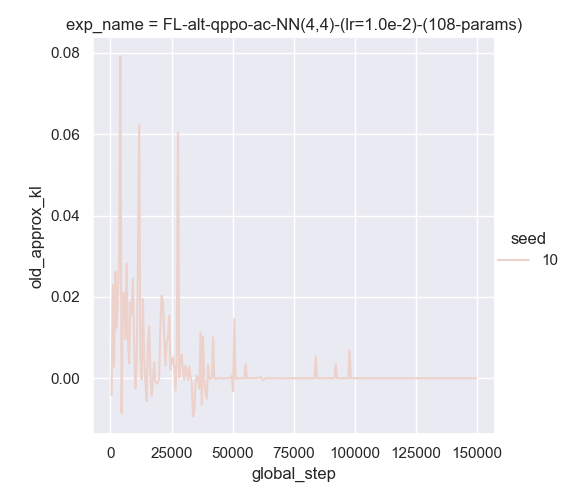 exp_name = FL-alt-qppo-ac-NN(4,4)-(lr=1.0e-2)-(108-params)
0.08
0.06
0.04
0.02
0.00
old_approx_kl
0 25000 50000 75000 100000 125000 150000
global_step
seed
10